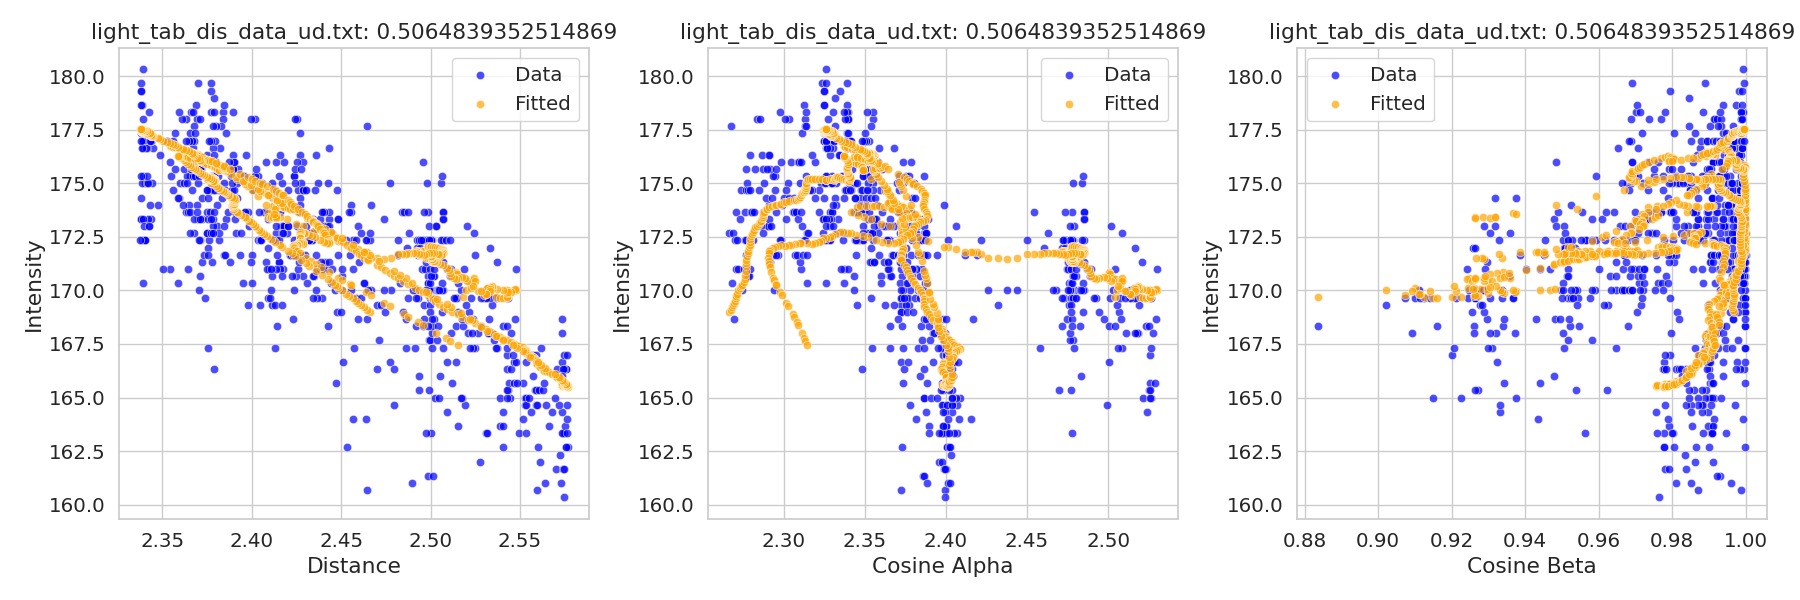 light_tab_dis_data_ud.txt: 0.5064839352514869
180.0
177.5
175.0
172.5
170.0
167.5
165.0
162.5
160.0
Intensity
2.35 2.40 2.45 2.50 2.55
Distance
Data
Fitted
light_tab_dis_data_ud.txt: 0.5064839352514869
180.0
177.5
175.0
172.5
170.0
167.5
165.0
162.5
160.0
Intensity
2.30 2.35 2.40 2.45 2.50
Cosine Alpha
Data
Fitted
light_tab_dis_data_ud.txt: 0.5064839352514869
180.0
177.5
175.0
172.5
170.0
167.5
165.0
162.5
160.0
Intensity
0.88 0.90 0.92 0.94 0.96 0.98 1.00
Cosine Beta
Data
Fitted